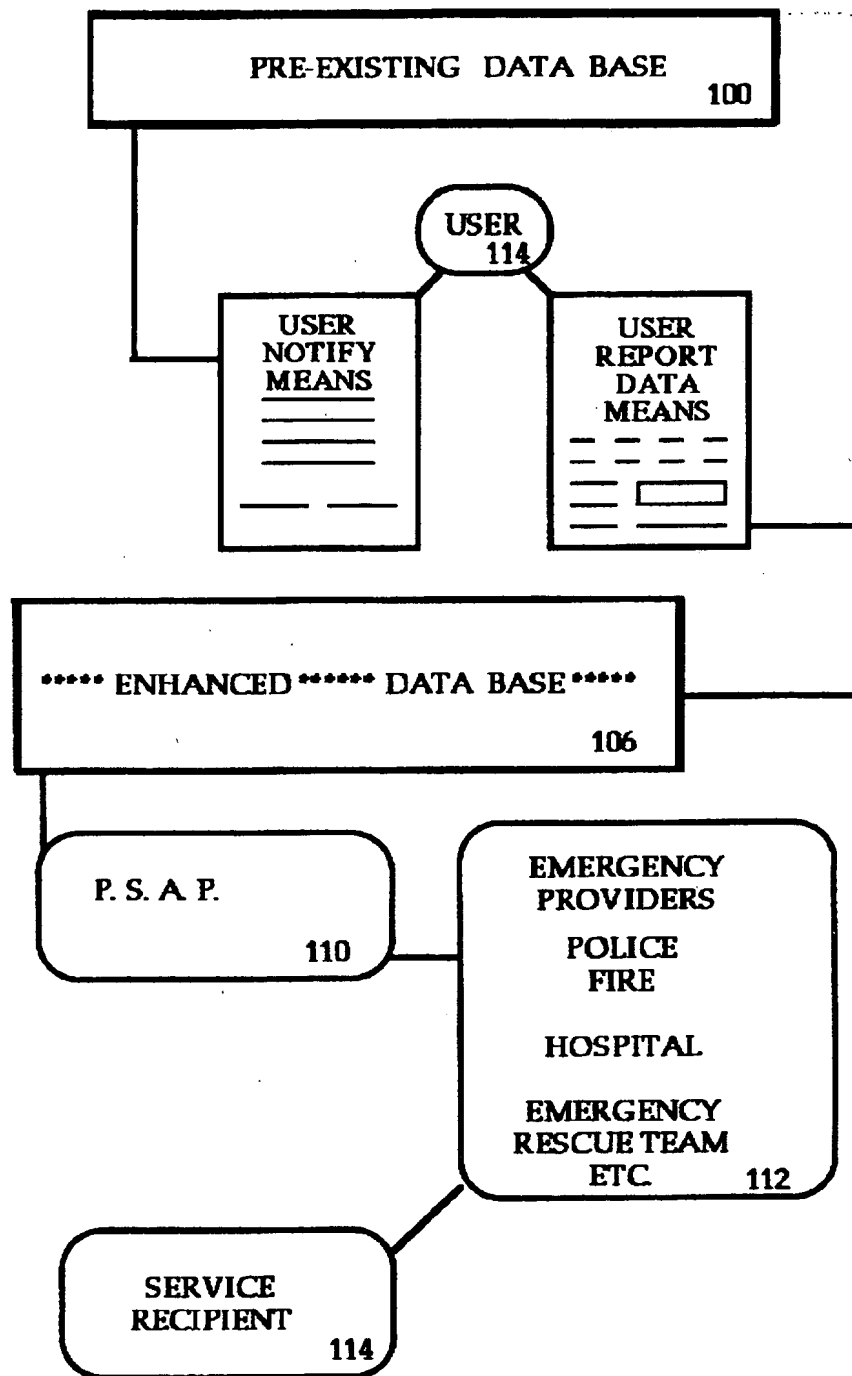 PRE-EXISTING DATA BASE
100
USER
114
USER
NOTIFY
MEANS
USER
REPORT
DATA
MEANS
***** ENHANCED ****** DATA BASE *****
106
P. S. A. P.
110
EMERGENCY
PROVIDERS
POLICE
FIRE
HOSPITAL
EMERGENCY
RESCUE TEAM
ETC.
112
SERVICE
RECIPIENT
114